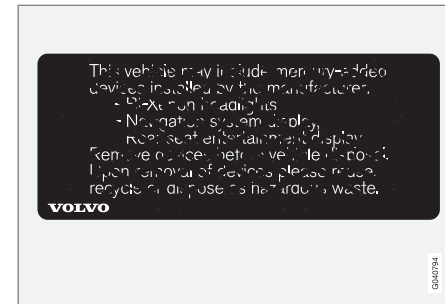 This vehicle may include mercury-added
devices installed by the manufacturer:
- Bi-Xenon headlights
- Navigation system display,
- Rear seat entertainment display
Remove devices before vehicle disposal.
Upon removal of devices please reuse,
recycle or dispose as hazardous waste.
VOLVO
G040794